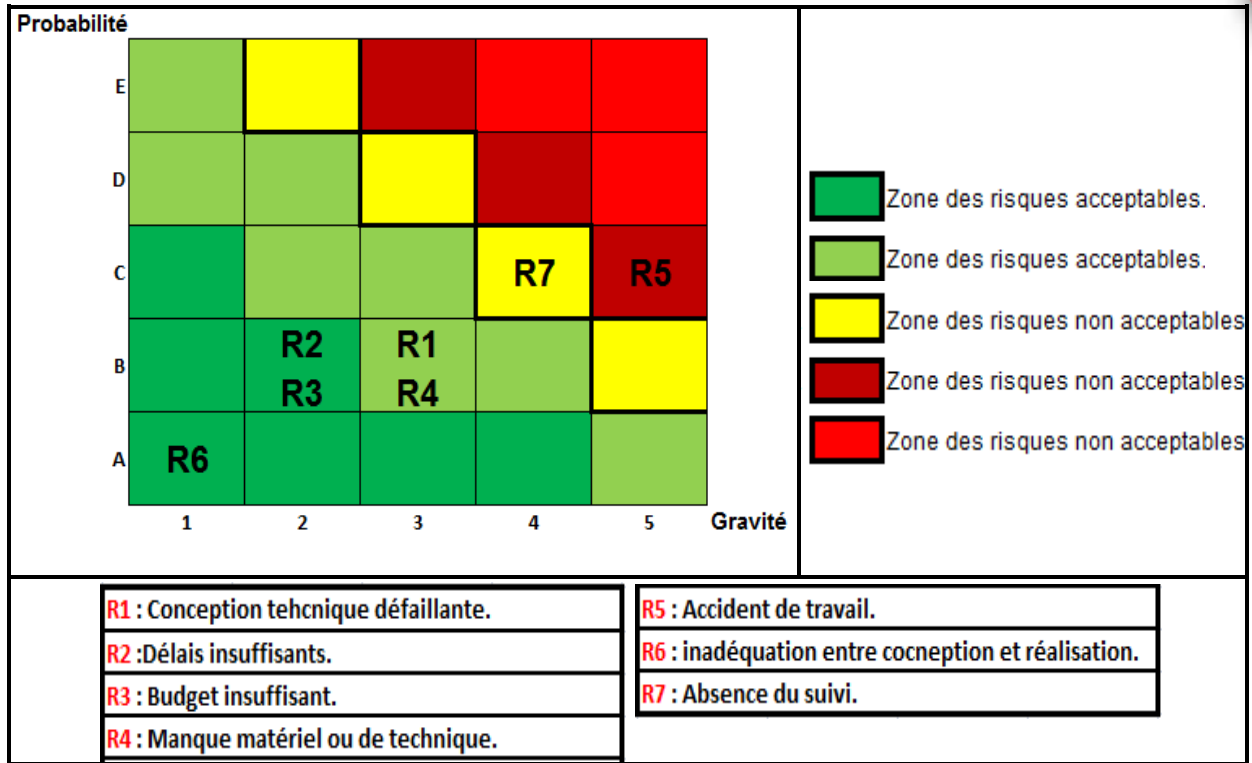 Probabilité
E
D
C
R7
R5
B
R2
R1
R3
R4
A
R6
1
2
3
4
5
Gravité
Zone des risques acceptables.
Zone des risques acceptables.
Zone des risques non acceptables
Zone des risques non acceptables
Zone des risques non acceptables
R1 : Conception tehcnique défaillante.
R2 :Délais insuffisants.
R3 : Budget insuffisant.
R4 : Manque matériel ou de technique.
R5 : Accident de travail.
R6 : inadéquation entre cocneption et réalisation.
R7 : Absence du suivi.